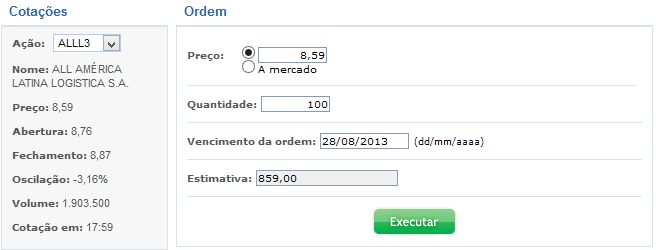 Cotações
Ação: ALLL3
Nome: ALL AMÉRICA
LATINA LOGISTICA S.A.
Preço: 8,59
Abertura: 8,76
Fechamento: 8,87
Oscilação: -3,16%
Volume: 1.903.500
Cotação em: 17:59
Ordem
Preço: 8,59
A mercado
Quantidade: 100
Vencimento da ordem: 28/08/2013 (dd/mm/aaaa)
Estimativa: 859,00
Executar